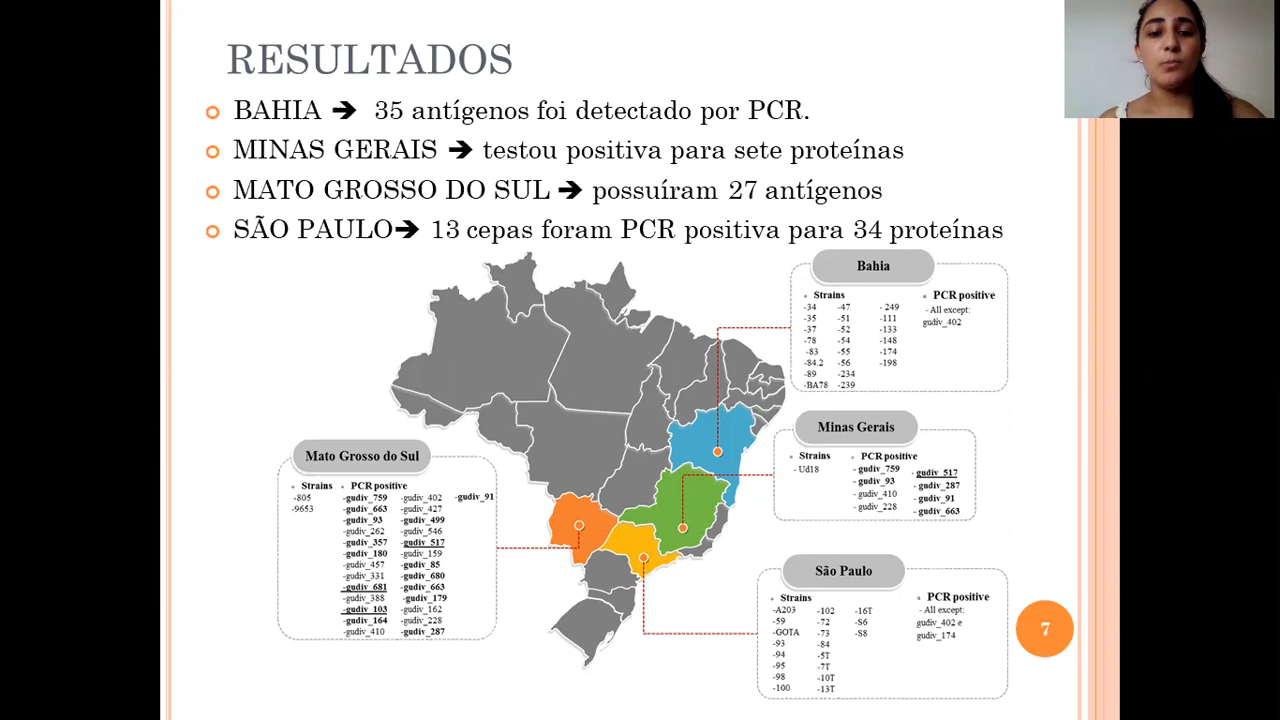 RESULTADOS
BAHIA → 35 antígenos foi detectado por PCR.
MINAS GERAIS → testou positiva para sete proteínas
MATO GROSSO DO SUL → possuíram 27 antígenos
SÃO PAULO→ 13 cepas foram PCR positiva para 34 proteínas
Bahia
Strains
-34 -47 - 249
-35 -51 -111
-37 -52 -133
-78 -54 -148
-83 -55 -174
-84.2 -56 -198
-89 -234
-BA78 -239
PCR positive
- All except:
gudiv_402
Minas Gerais
Strains
- Ud18
PCR positive
- gudiv_759 - gudiv_517
- gudiv_93 - gudiv_287
- gudiv_410 - gudiv_91
- gudiv_228 - gudiv_663
Mato Grosso do Sul
Strains
-805
-9653
PCR positive
-gudiv_759 -gudiv_402 -gudiv_91
-gudiv_663 -gudiv_427
-gudiv_93 -gudiv_499
-gudiv_262 -gudiv_546
-gudiv_357 -gudiv_517
-gudiv_180 -gudiv_159
-gudiv_457 -gudiv_85
-gudiv_331 -gudiv_680
-gudiv_681 -gudiv_663
-gudiv_388 -gudiv_179
-gudiv_103 -gudiv_162
-gudiv_164 -gudiv_228
-gudiv_410 -gudiv_287
São Paulo
Strains
-A203 -102 -16T
-59 -72 -S6
-GOTA -73 -S8
-93 -84
-94 -5T
-95 -7T
-98 -10T
-100 -13T
PCR positive
- All except:
gudiv_402 e
gudiv_174
7